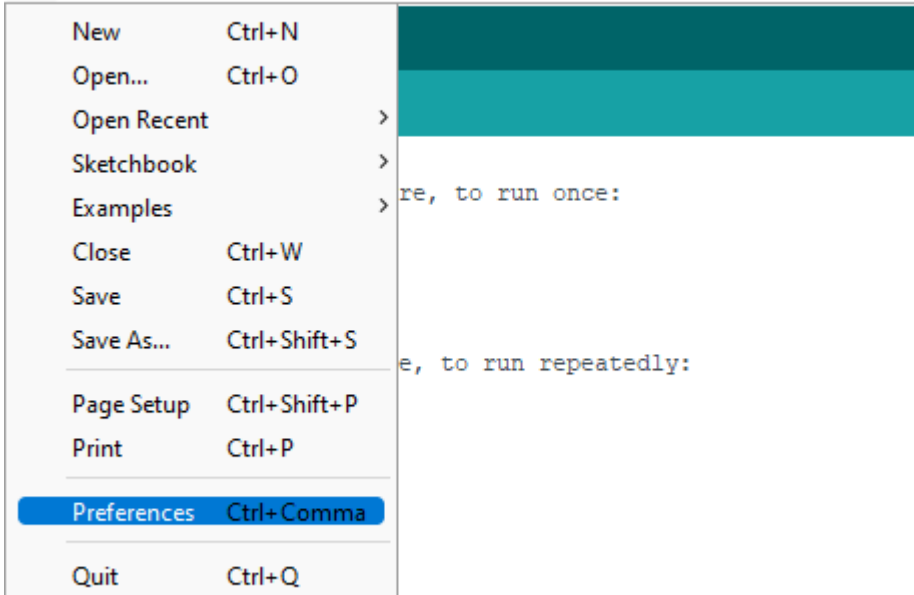 New Ctrl+N
Open... Ctrl+O
Open Recent
Sketchbook
Examples
re, to run once:
Close Ctrl+W
Save Ctrl+S
Save As... Ctrl+Shift+S
e, to run repeatedly:
Page Setup Ctrl+Shift+P
Print Ctrl+P
Preferences Ctrl+Comma
Quit Ctrl+Q